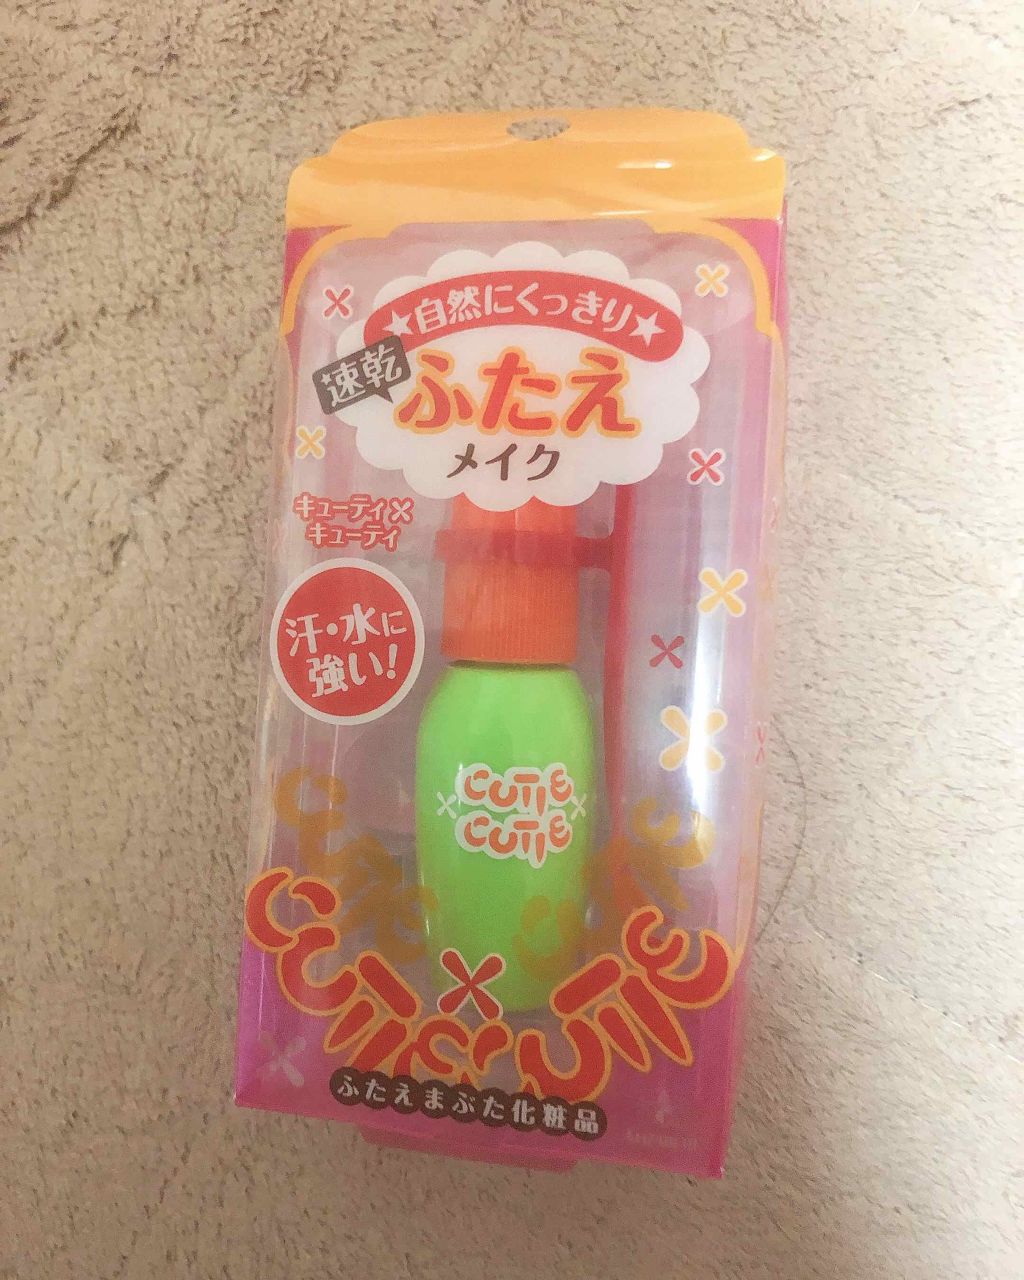 ★自然にくっきり★
速乾
ふたえ
メイク
キューティ×
キューティ
汗・水に
強い!
CUTIE
×CUTIE×
CUTIE×CUTIE
ふたえまぶた化粧品